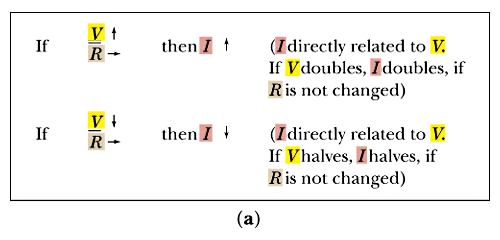 If V ↑ then I ↑ (I directly related to V.
R → If V doubles, I doubles, if
R is not changed)
If V ↓ then I ↓ (I directly related to V.
R → If V halves, I halves, if
R is not changed)
(a)